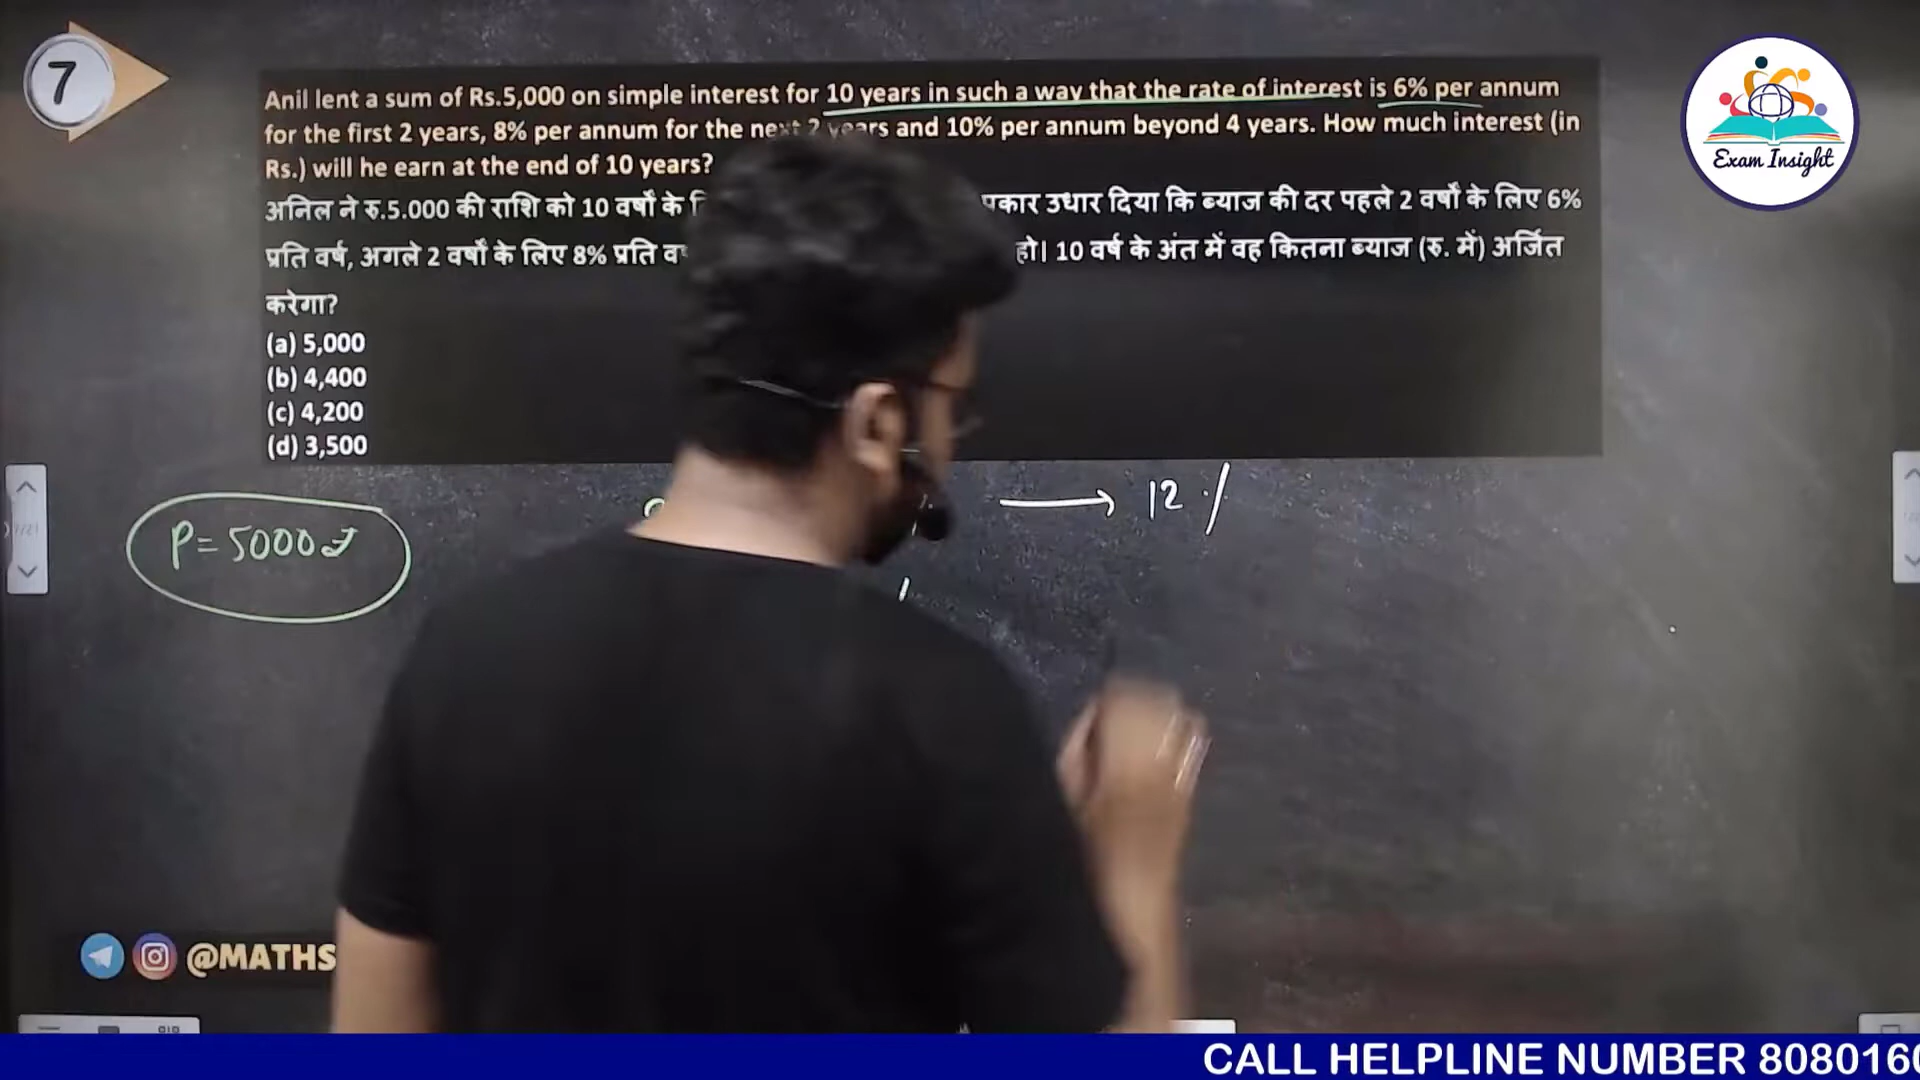 7
Anil lent a sum of Rs.5,000 on simple interest for 10 years in such a way that the rate of interest is 6% per annum
for the first 2 years, 8% per annum for the next 2 years and 10% per annum beyond 4 years. How much interest (in
Rs.) will he earn at the end of 10 years?
अनिल ने रु.5.000 की राशि को 10 वर्षों के उधार दिया कि ब्याज की दर पहले 2 वर्षों के लिए 6%
प्रति वर्ष, अगले 2 वर्षों के लिए 8% प्रति हो। 10 वर्ष के अंत में वह कितना ब्याज (रु. में) अर्जित
करेगा?
(a) 5,000
(b) 4,400
(c) 4,200
(d) 3,500
Exam Insight
P = 5000
→ 12 %
@MATHS
CALL HELPLINE NUMBER 808016